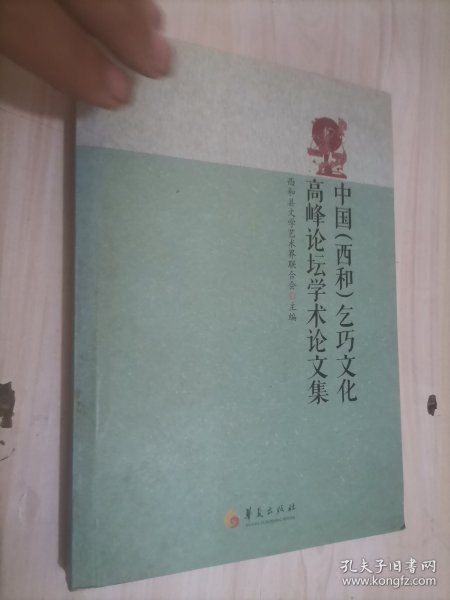 中国(西和)乞巧文化
高峰论坛学术论文集
西和县文学艺术界联合会 主编
华夏出版社
孔夫子旧书网
www.kongfz.com